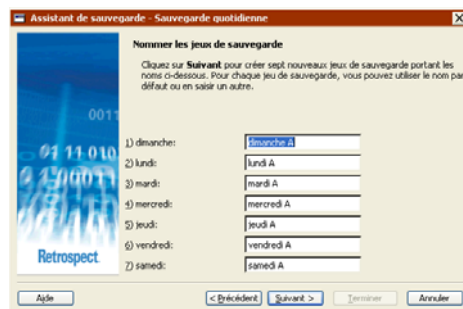 Assistant de sauvegarde - Sauvegarde quotidienne
Nommer les jeux de sauvegarde
Cliquez sur Suivant pour créer sept nouveaux jeux de sauvegarde portant les
noms ci-dessous. Pour chaque jeu de sauvegarde, vous pouvez utiliser le nom par
défaut ou en saisir un autre.
1) dimanche: dimanche A
2) lundi: lundi A
3) mardi: mardi A
4) mercredi: mercredi A
5) jeudi: jeudi A
6) vendredi: vendredi A
7) samedi: samedi A
Retrospect
Aide < Précédent Suivant > Terminer Annuler